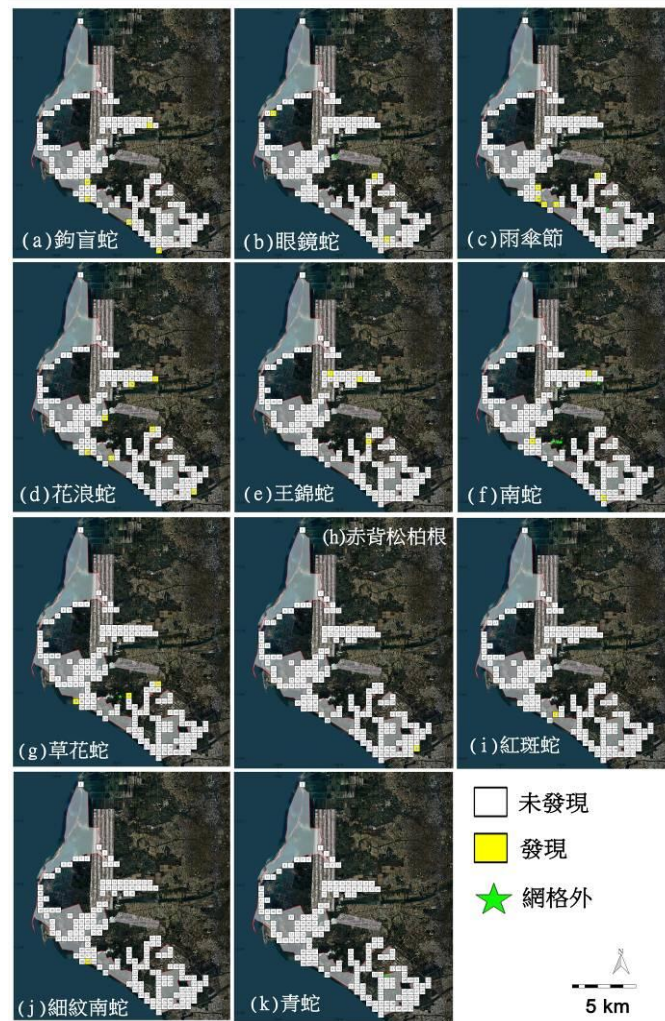 (a)鉤盲蛇
(b)眼鏡蛇
(c)雨傘節
(d)花浪蛇
(e)王錦蛇
(f)南蛇
(g)草花蛇
(h)赤背松柏根
(i)紅斑蛇
(j)細紋南蛇
(k)青蛇
未發現
發現
網格外
N
5 km